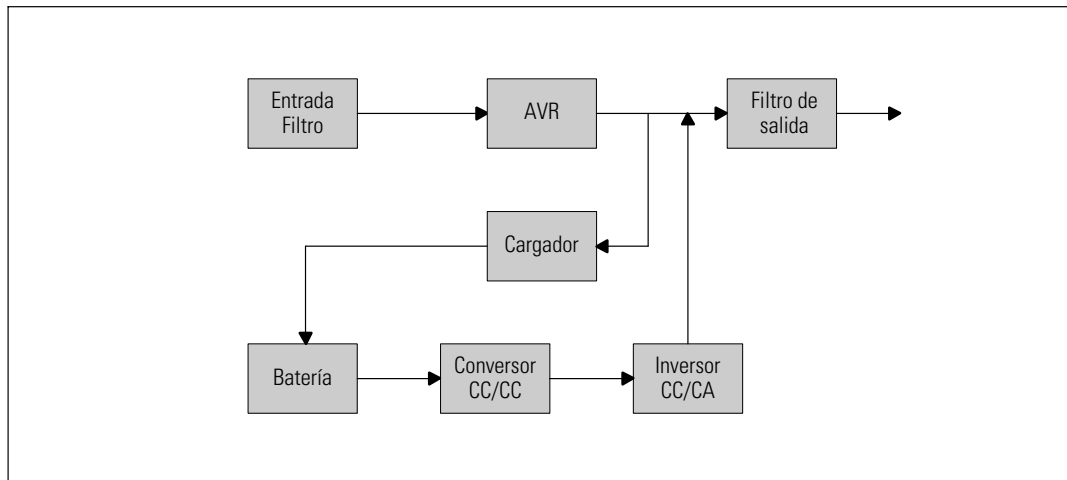 Entrada
Filtro
AVR
Filtro de
salida
Cargador
Batería
Conversor
CC/CC
Inversor
CC/CA